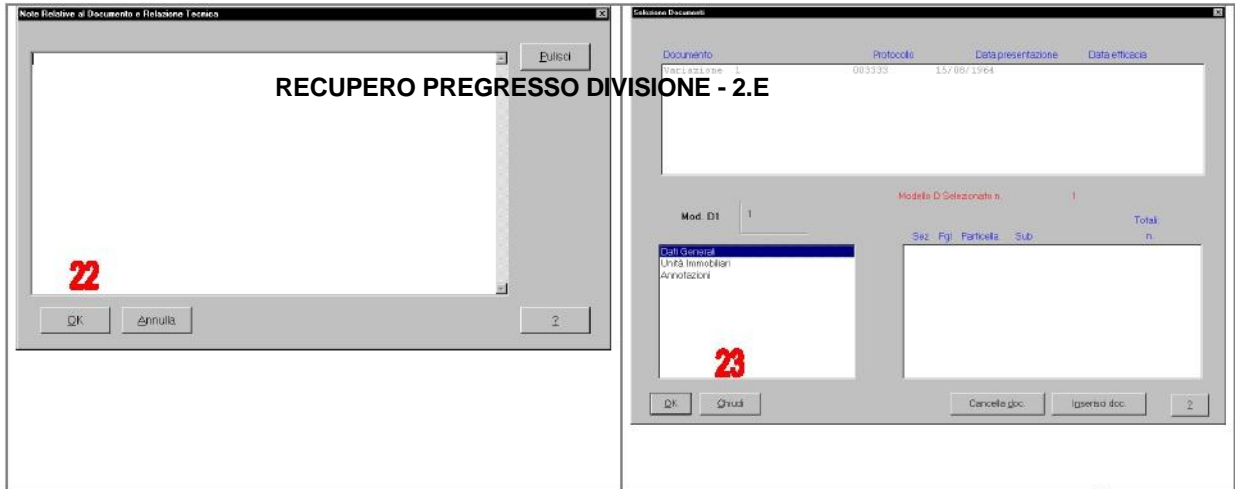 Note Relative al Documento e Relazione Tecnica
Pulisci
RECUPERO PREGRESSO DIVISIONE - 2.E
22
OK Annulla ?
Selezione Documenti
Documento Protocollo Data presentazione Data efficacia
Variazione 1 003333 15/08/1964
Modello D Selezionato n. 1
Mod. D1 1
Totali:
Sez Fgl Particella Sub n.
Dati Generali
Unità Immobiliari
Annotazioni
23
OK Chiudi Cancella doc. Inserisci doc. ?